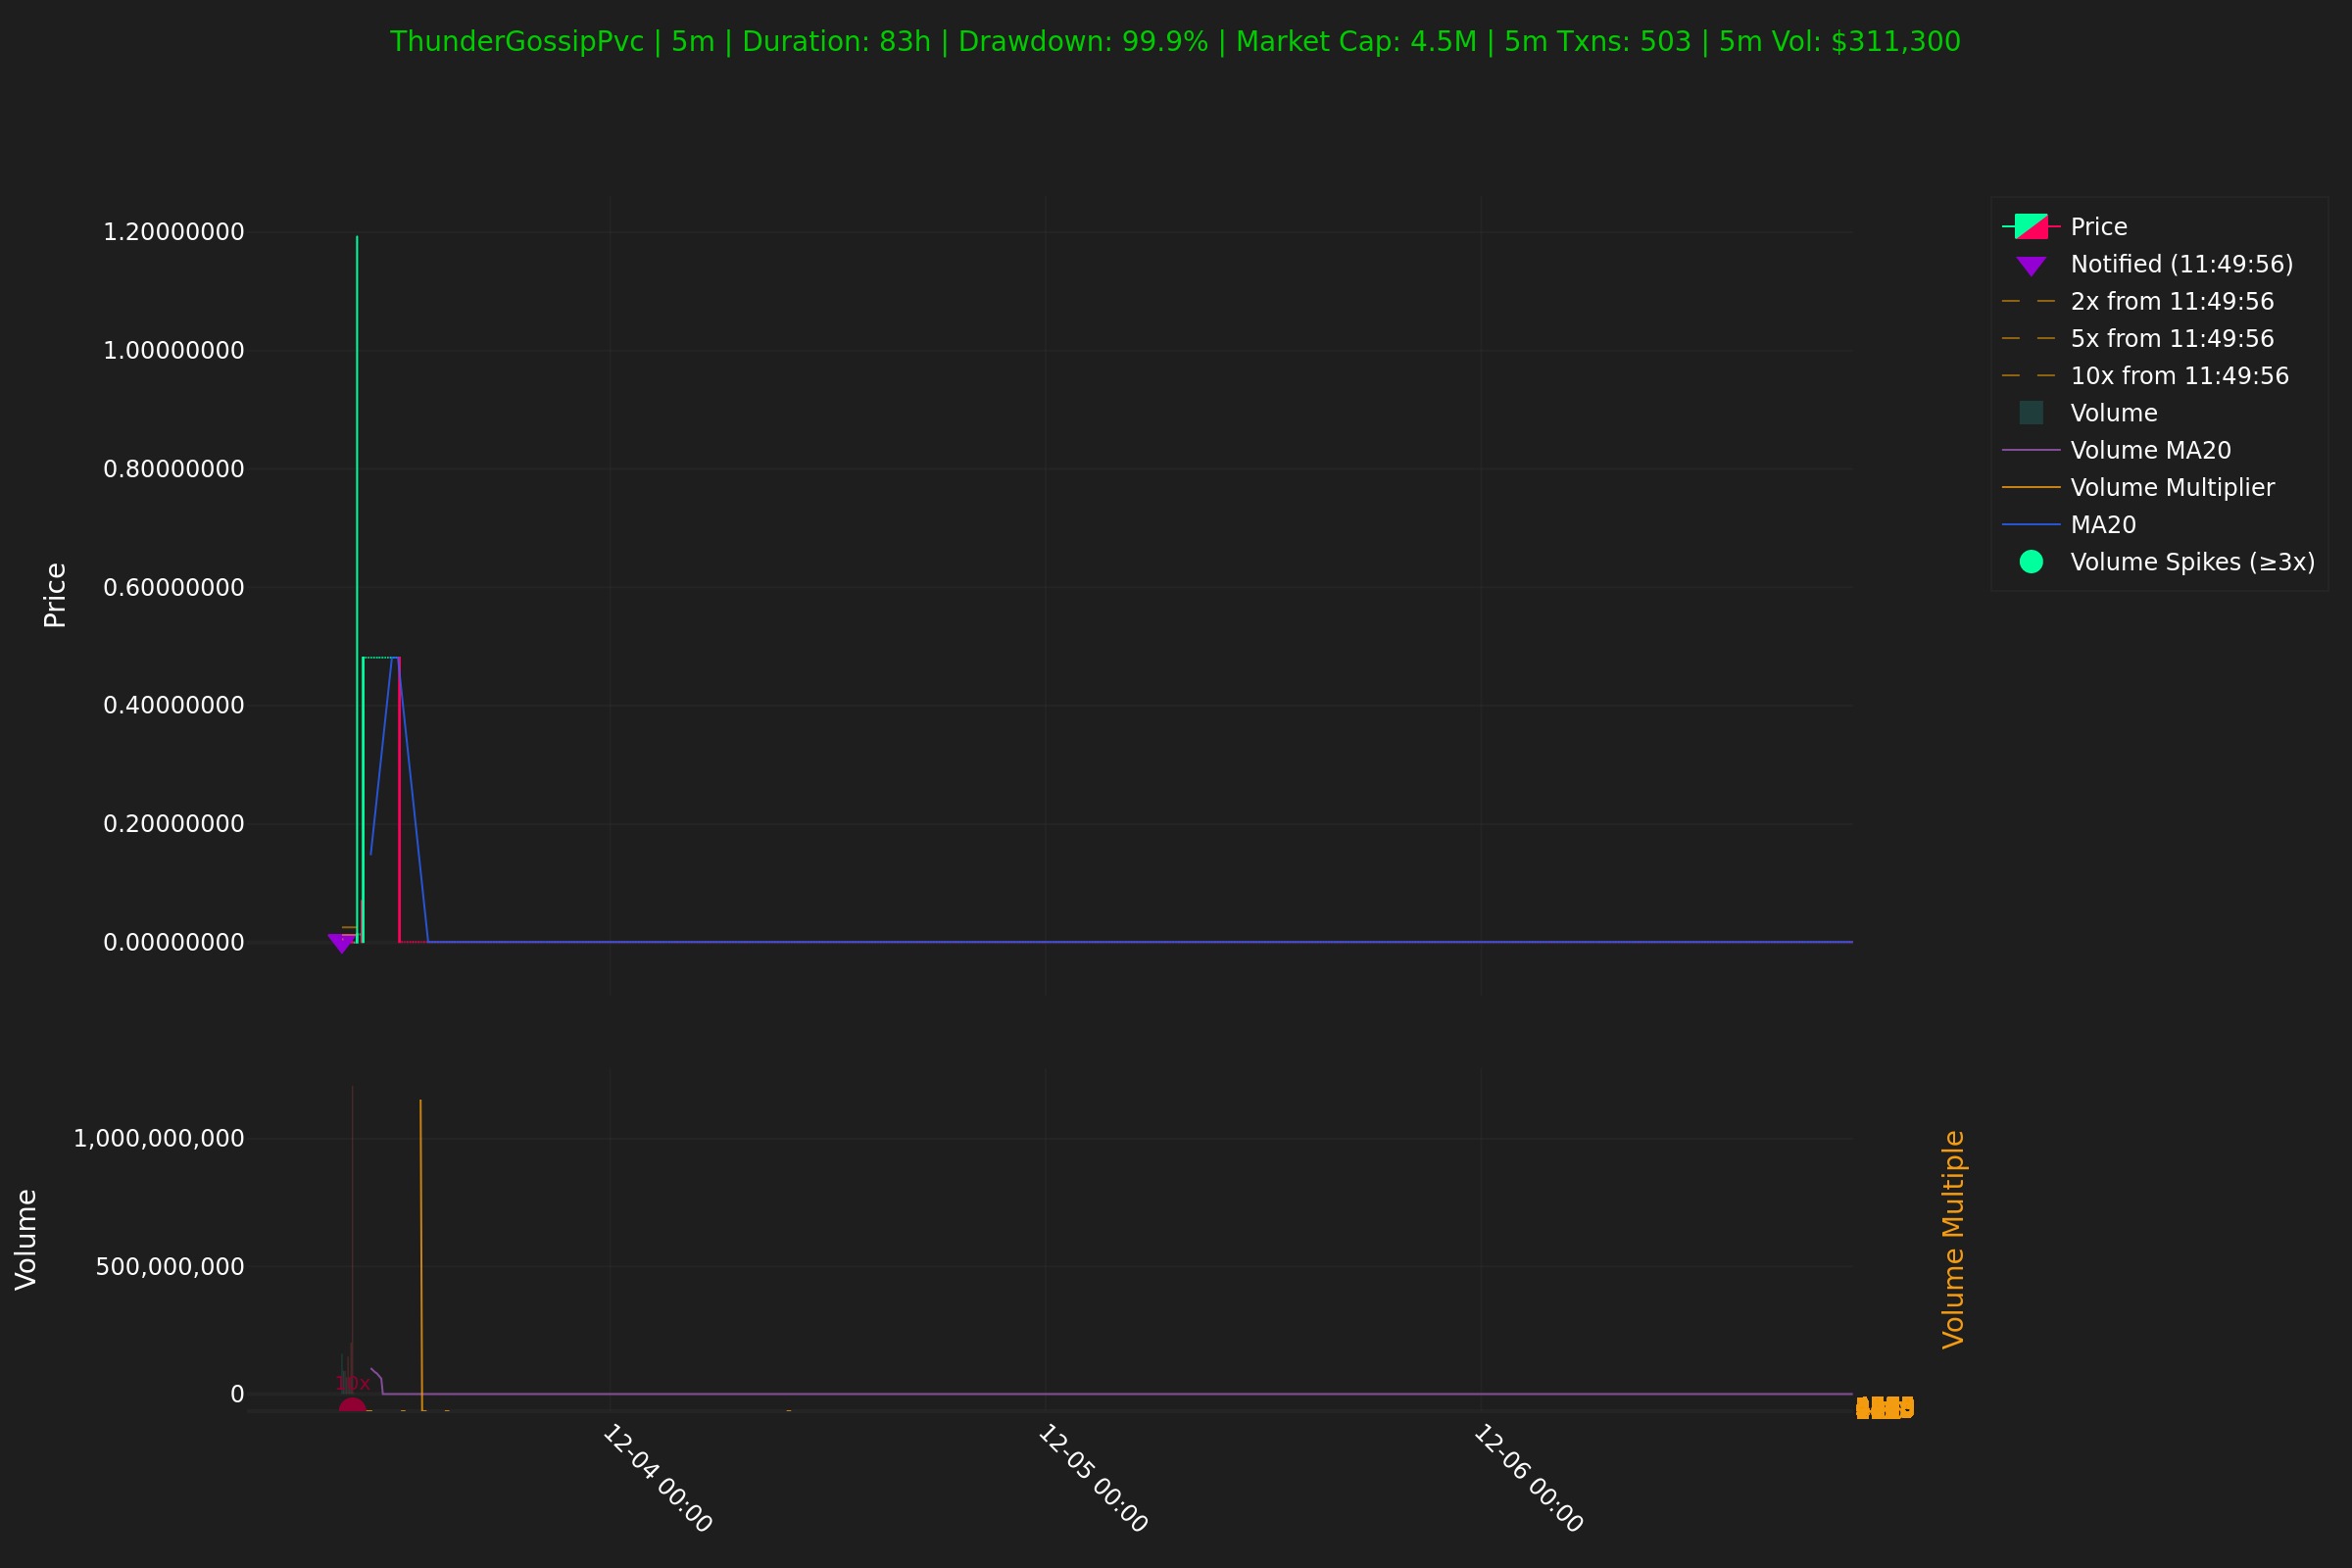 ThunderGossipPvc | 5m | Duration: 83h | Drawdown: 99.9% | Market Cap: 4.5M | 5m Txns: 503 | 5m Vol: $311,300
Price
1.20000000
1.00000000
0.80000000
0.60000000
0.40000000
0.20000000
0.00000000
Price
Notified (11:49:56)
2x from 11:49:56
5x from 11:49:56
10x from 11:49:56
Volume
Volume MA20
Volume Multiplier
MA20
Volume Spikes (≥3x)
Volume
1,000,000,000
500,000,000
0
10x
Volume Multiple
12-04 00:00
12-05 00:00
12-06 00:00